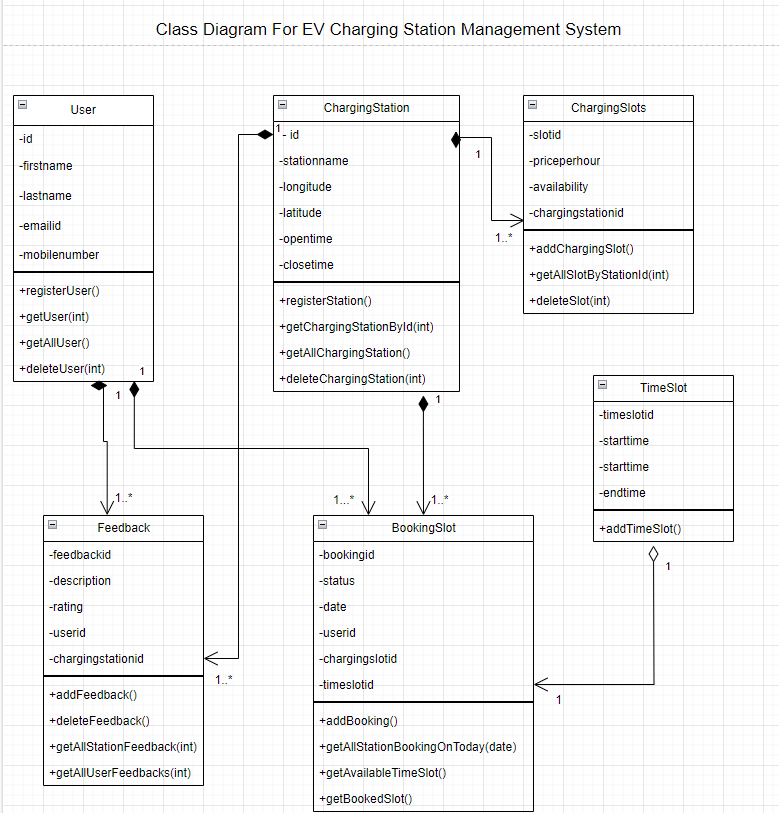 Class Diagram For EV Charging Station Management System
User
-id
-firstname
-lastname
-emailid
-mobilenumber
+registerUser()
+getUser(int)
+getAllUser()
+deleteUser(int)
1
1
ChargingStation
1
- id
-stationname
-longitude
-latitude
-opentime
-closetime
+registerStation()
+getChargingStationById(int)
+getAllChargingStation()
+deleteChargingStation(int)
1
1
1..*
ChargingSlots
-slotid
-priceperhour
-availability
-chargingstationid
+addChargingSlot()
+getAllSlotByStationId(int)
+deleteSlot(int)
TimeSlot
-timeslotid
-starttime
-starttime
-endtime
+addTimeSlot()
1
1..*
Feedback
-feedbackid
-description
-rating
-userid
-chargingstationid
1..*
+addFeedback()
+deleteFeedback()
+getAllStationFeedback(int)
+getAllUserFeedbacks(int)
1...*
1..*
BookingSlot
-bookingid
-status
-date
-userid
-chargingslotid
-timeslotid
1
+addBooking()
+getAllStationBookingOnToday(date)
+getAvailableTimeSlot()
+getBookedSlot()